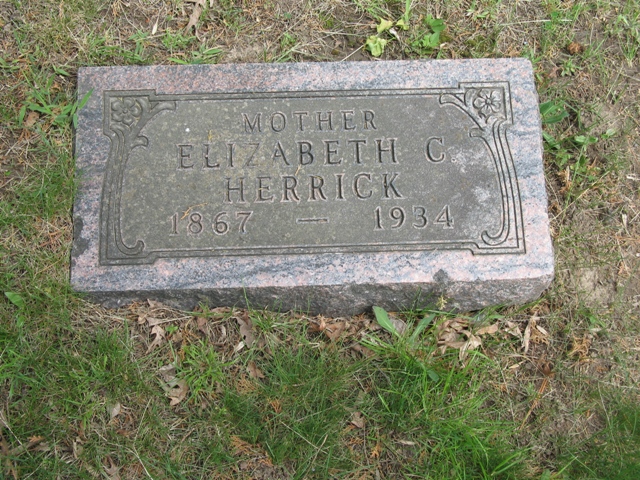 MOTHER
ELIZABETH C.
HERRICK
1867 — 1934